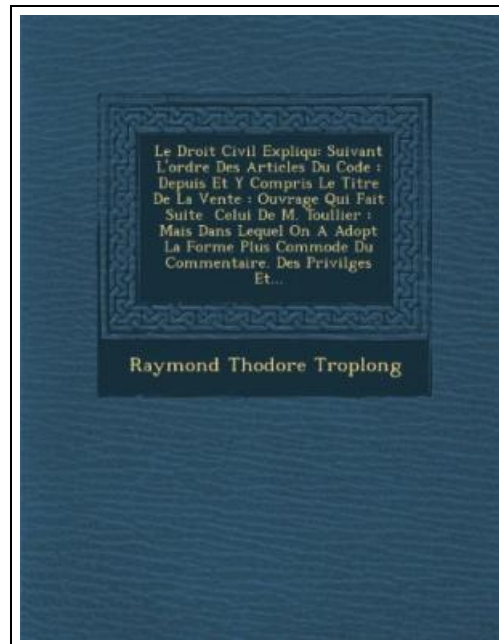 Le Droit Civil Expliqu: Suivant
L'ordre Des Articles Du Code :
Depuis Et Y Compris Le Titre
De La Vente : Ouvrage Qui Fait
Suite Celui De M. Toullier :
Mais Dans Lequel On A Adopt
La Forme Plus Commode Du
Commentaire. Des Privilges
Et...
Raymond Thodore Troplong